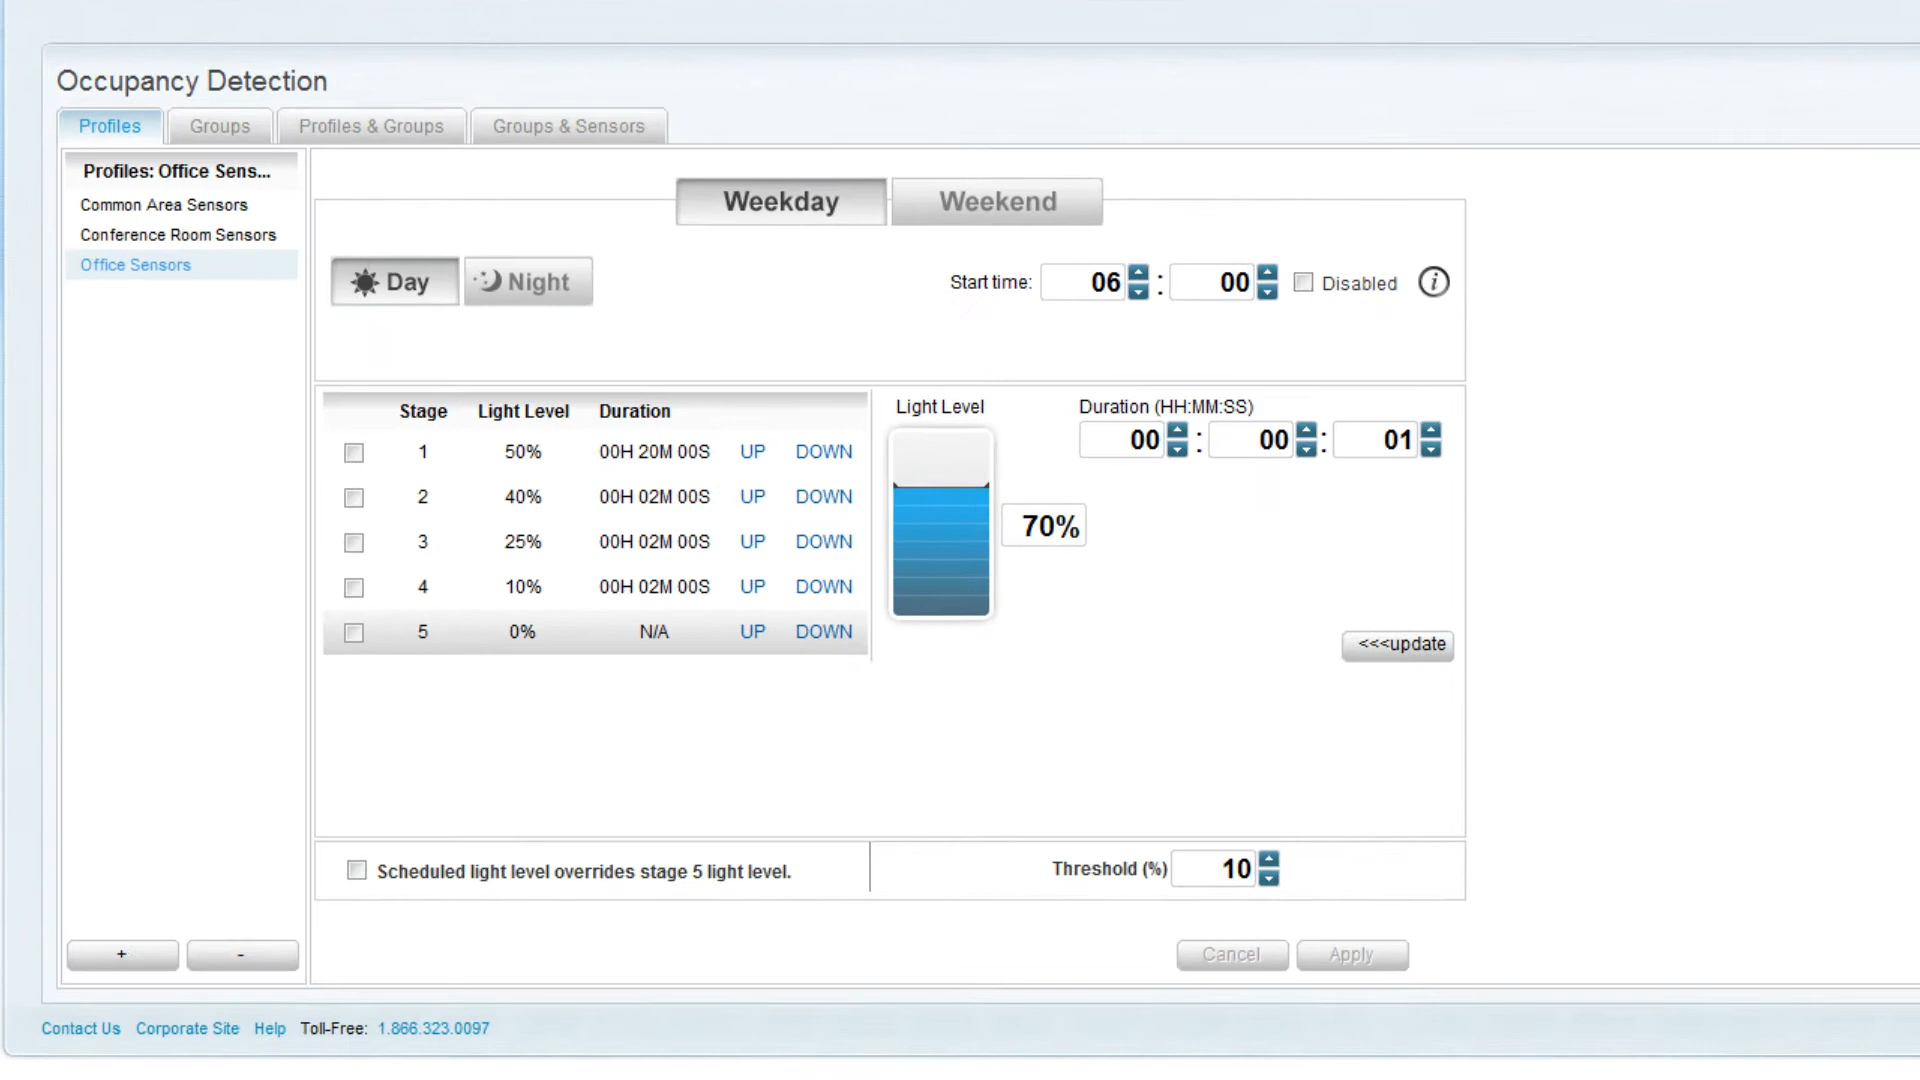 Occupancy Detection
Profiles Groups Profiles & Groups Groups & Sensors
Profiles: Office Sens...
Common Area Sensors
Conference Room Sensors
Office Sensors
+ -
Weekday Weekend
Day Night Start time: 06 : 00 Disabled i
Stage Light Level Duration
1 50% 00H 20M 00S UP DOWN
2 40% 00H 02M 00S UP DOWN
3 25% 00H 02M 00S UP DOWN
4 10% 00H 02M 00S UP DOWN
5 0% N/A UP DOWN
Light Level
70%
Duration (HH:MM:SS)
00 : 00 : 01
<<<update
Scheduled light level overrides stage 5 light level. Threshold (%) 10
Cancel Apply
Contact Us Corporate Site Help Toll-Free: 1.866.323.0097